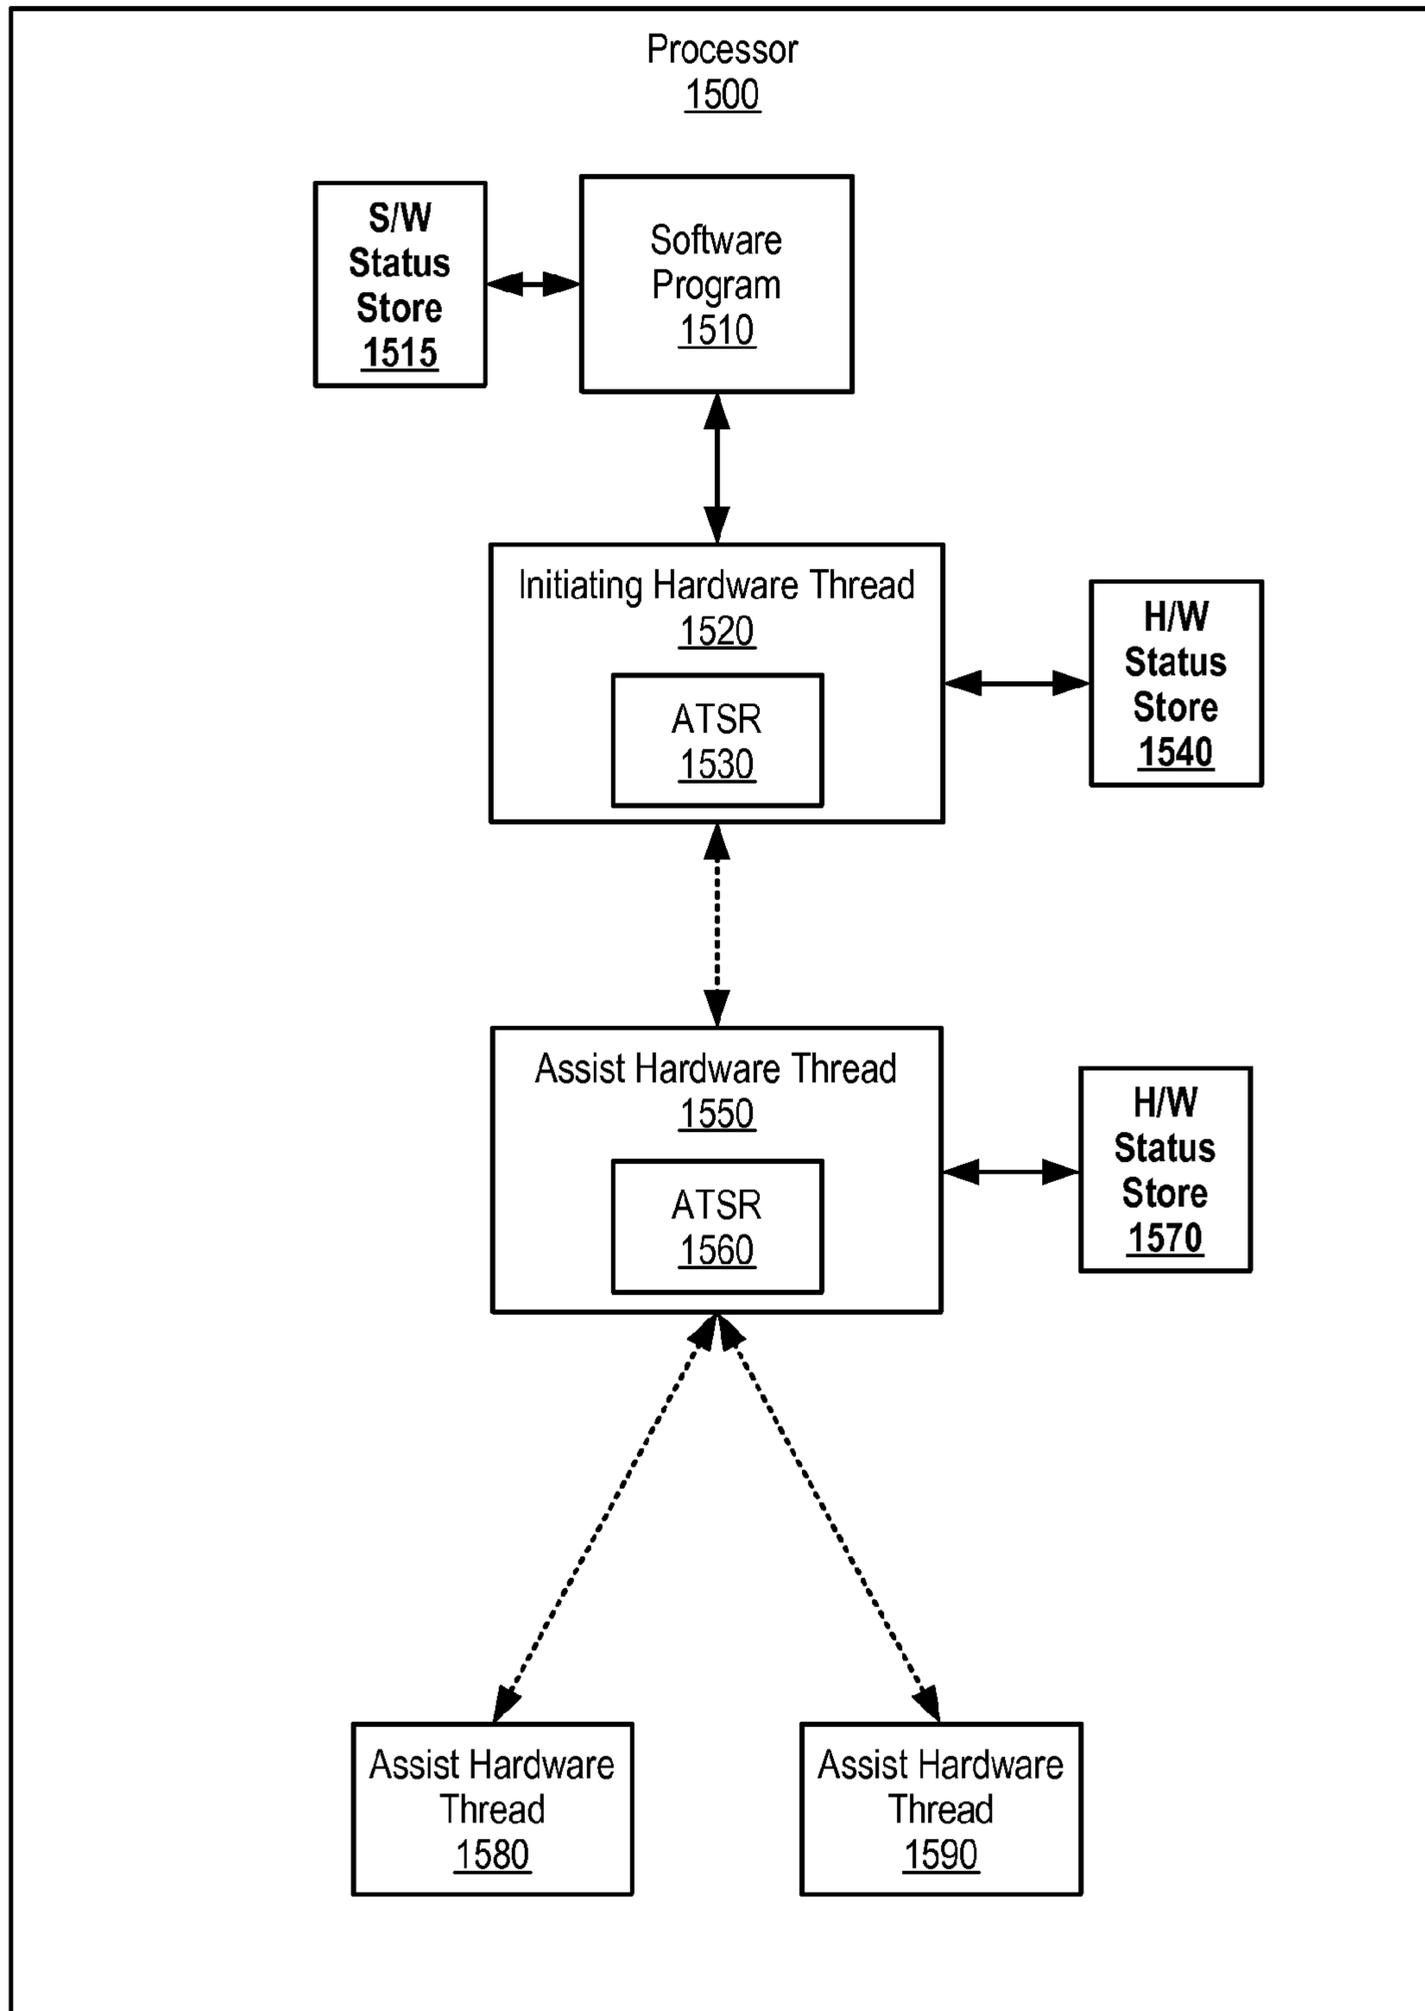 Processor
1500
S/W
Status
Store
1515
Software
Program
1510
Initiating Hardware Thread
1520
ATSR
1530
H/W
Status
Store
1540
Assist Hardware Thread
1550
ATSR
1560
H/W
Status
Store
1570
Assist Hardware
Thread
1580
Assist Hardware
Thread
1590